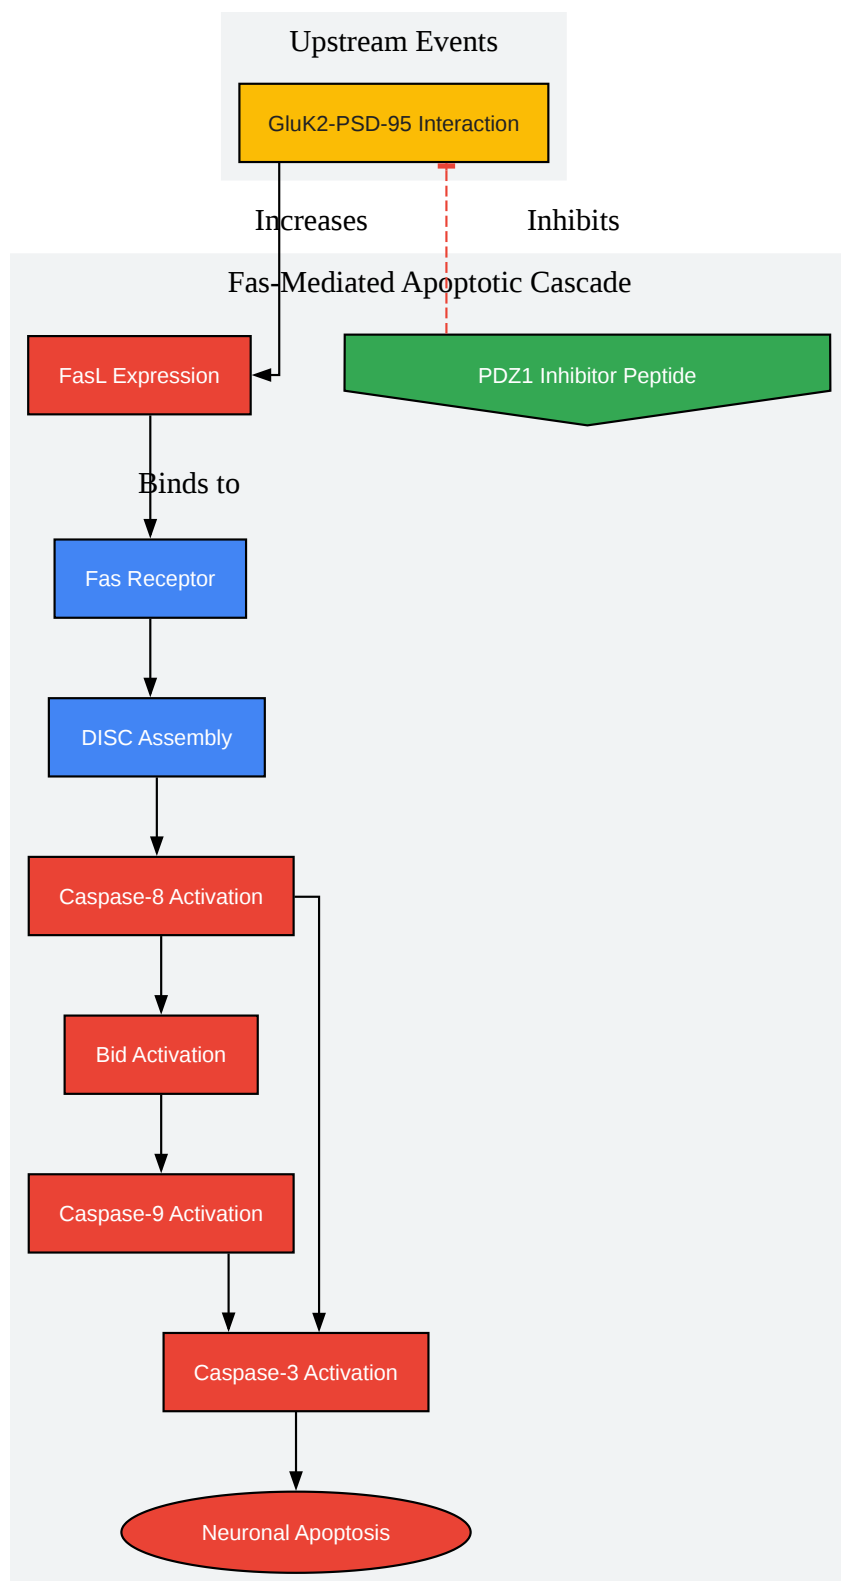 Upstream Events
GluK2-PSD-95 Interaction
Increases
Inhibits
Fas-Mediated Apoptotic Cascade
FasL Expression
PDZ1 Inhibitor Peptide
Binds to
Fas Receptor
DISC Assembly
Caspase-8 Activation
Bid Activation
Caspase-9 Activation
Caspase-3 Activation
Neuronal Apoptosis